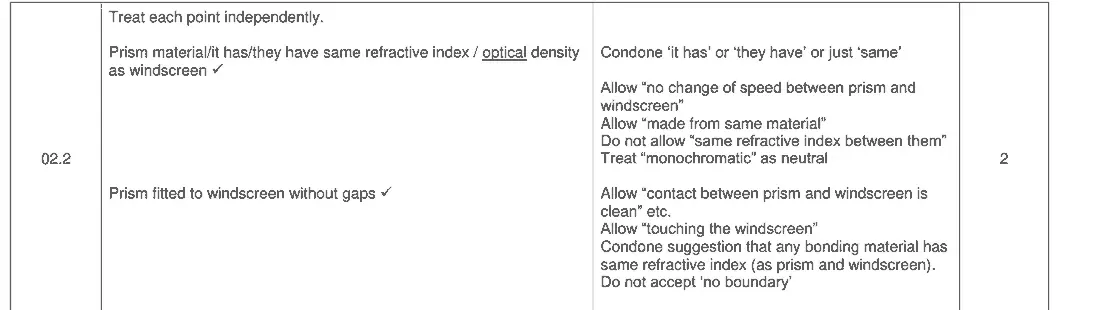 Treat each point independently.
Prism material/it has/they have same refractive index / optical density
as windscreen ✓
Condone ‘it has’ or ‘they have’ or just ‘same’
Allow “no change of speed between prism and
windscreen”
Allow “made from same material”
Do not allow “same refractive index between them”
Treat “monochromatic” as neutral
02.2
2
Prism fitted to windscreen without gaps ✓
Allow “contact between prism and windscreen is
clean” etc.
Allow “touching the windscreen”
Condone suggestion that any bonding material has
same refractive index (as prism and windscreen).
Do not accept ‘no boundary’